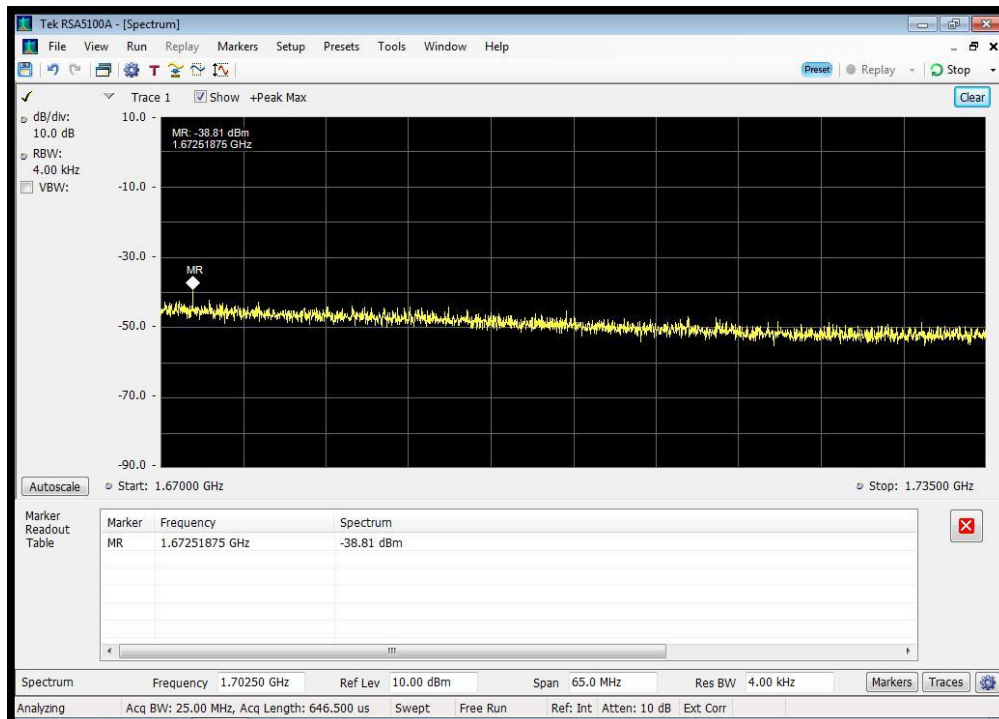 Tek RSA5100A - [Spectrum]
File View Run Replay Markers Setup Presets Tools Window Help
T Preset Replay Stop
Trace 1 Show +Peak Max Clear
dB/div:
10.0 dB
RBW:
4.00 kHz
VBW:
10.0
-10.0
-30.0
-50.0
-70.0
-90.0
MR: -38.81 dBm
1.67251875 GHz
MR
Autoscale Start: 1.67000 GHz Stop: 1.73500 GHz
Marker
Readout
Table
Marker Frequency Spectrum
MR 1.67251875 GHz -38.81 dBm
Spectrum Frequency 1.70250 GHz Ref Lev 10.00 dBm Span 65.0 MHz Res BW 4.00 kHz Markers Traces
Analyzing Acq BW: 25.00 MHz, Acq Length: 646.500 us Swept Free Run Ref: Int Atten: 10 dB Ext Corr